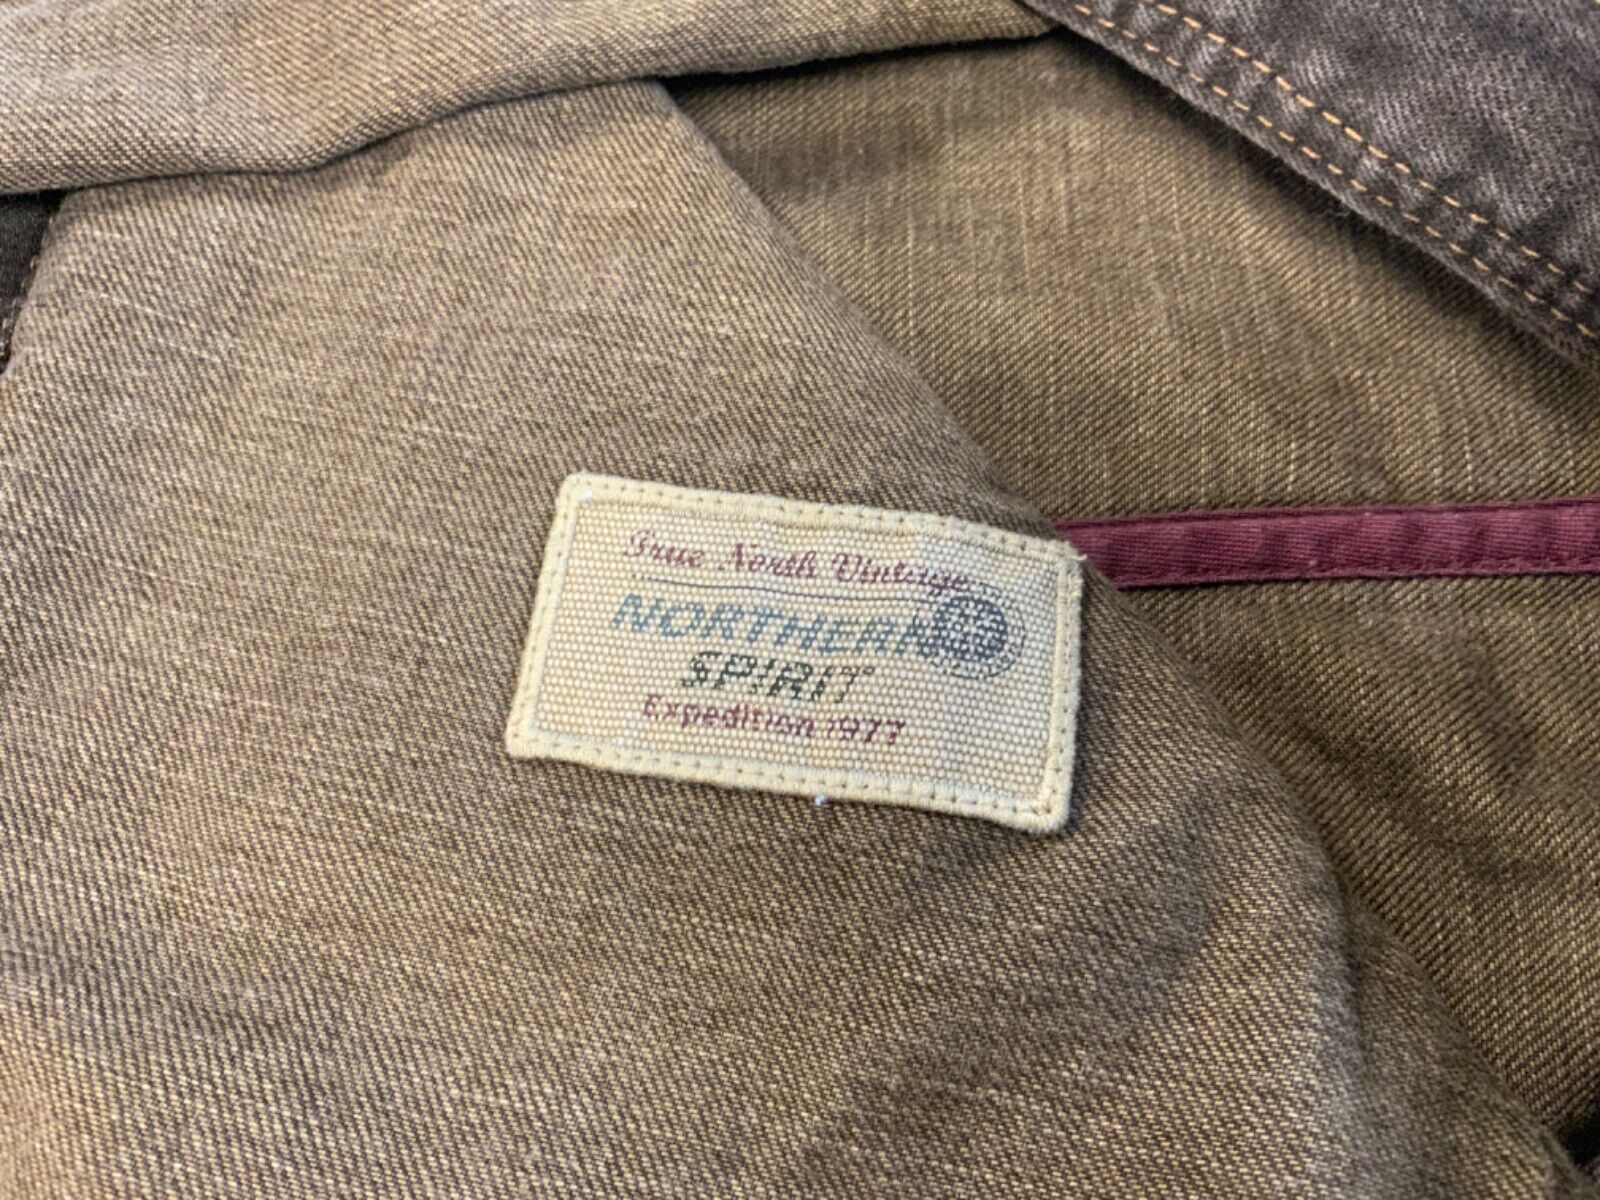 True North Vintage
NORTHERN
SPIRIT
Expedition 1977